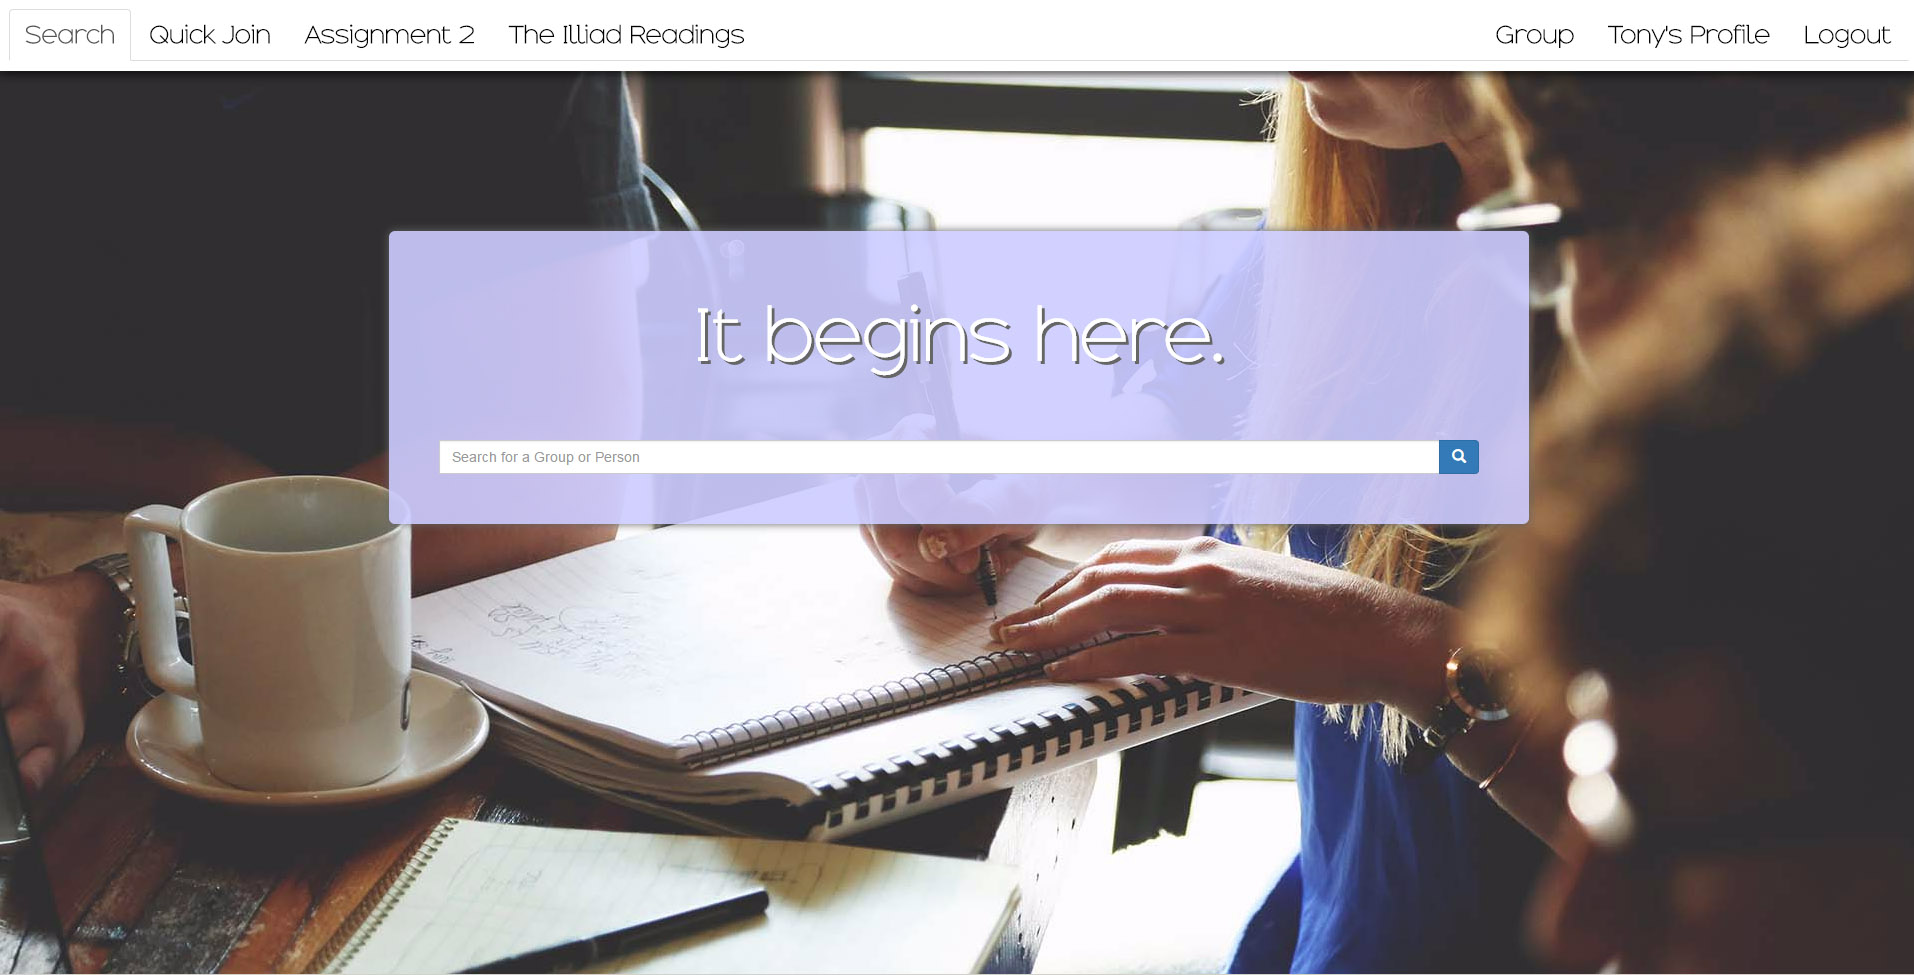 Search Quick Join Assignment 2 The Illiad Readings Group Tony's Profile Logout
It begins here.
Search for a Group or Person